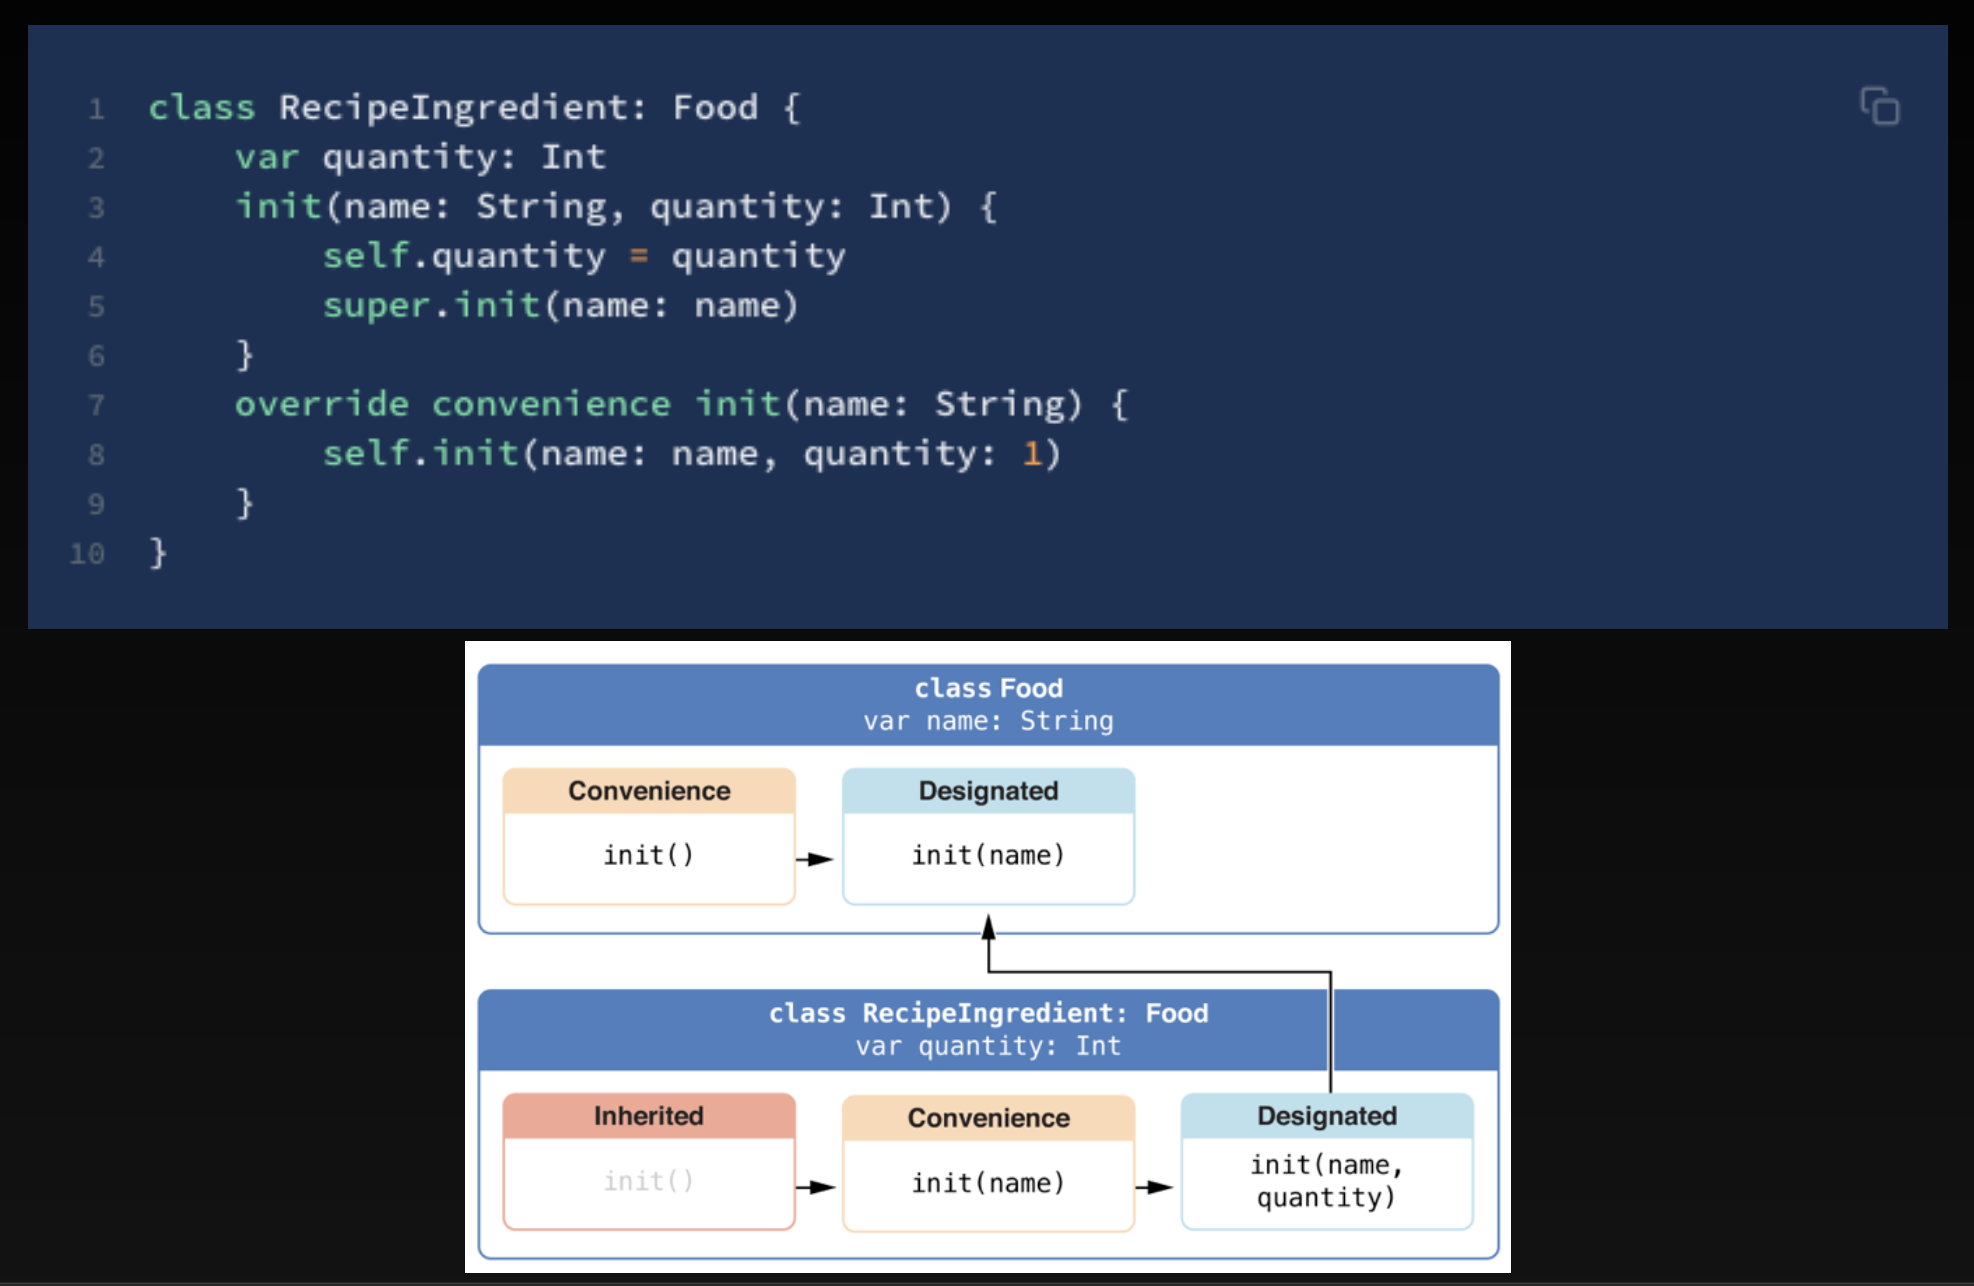 1 class RecipeIngredient: Food {
2     var quantity: Int
3     init(name: String, quantity: Int) {
4         self.quantity = quantity
5         super.init(name: name)
6     }
7     override convenience init(name: String) {
8         self.init(name: name, quantity: 1)
9     }
10 }
class Food
var name: String
Convenience
Designated
init()
init(name)
class RecipeIngredient: Food
var quantity: Int
Inherited
Convenience
Designated
init()
init(name)
init(name,
quantity)